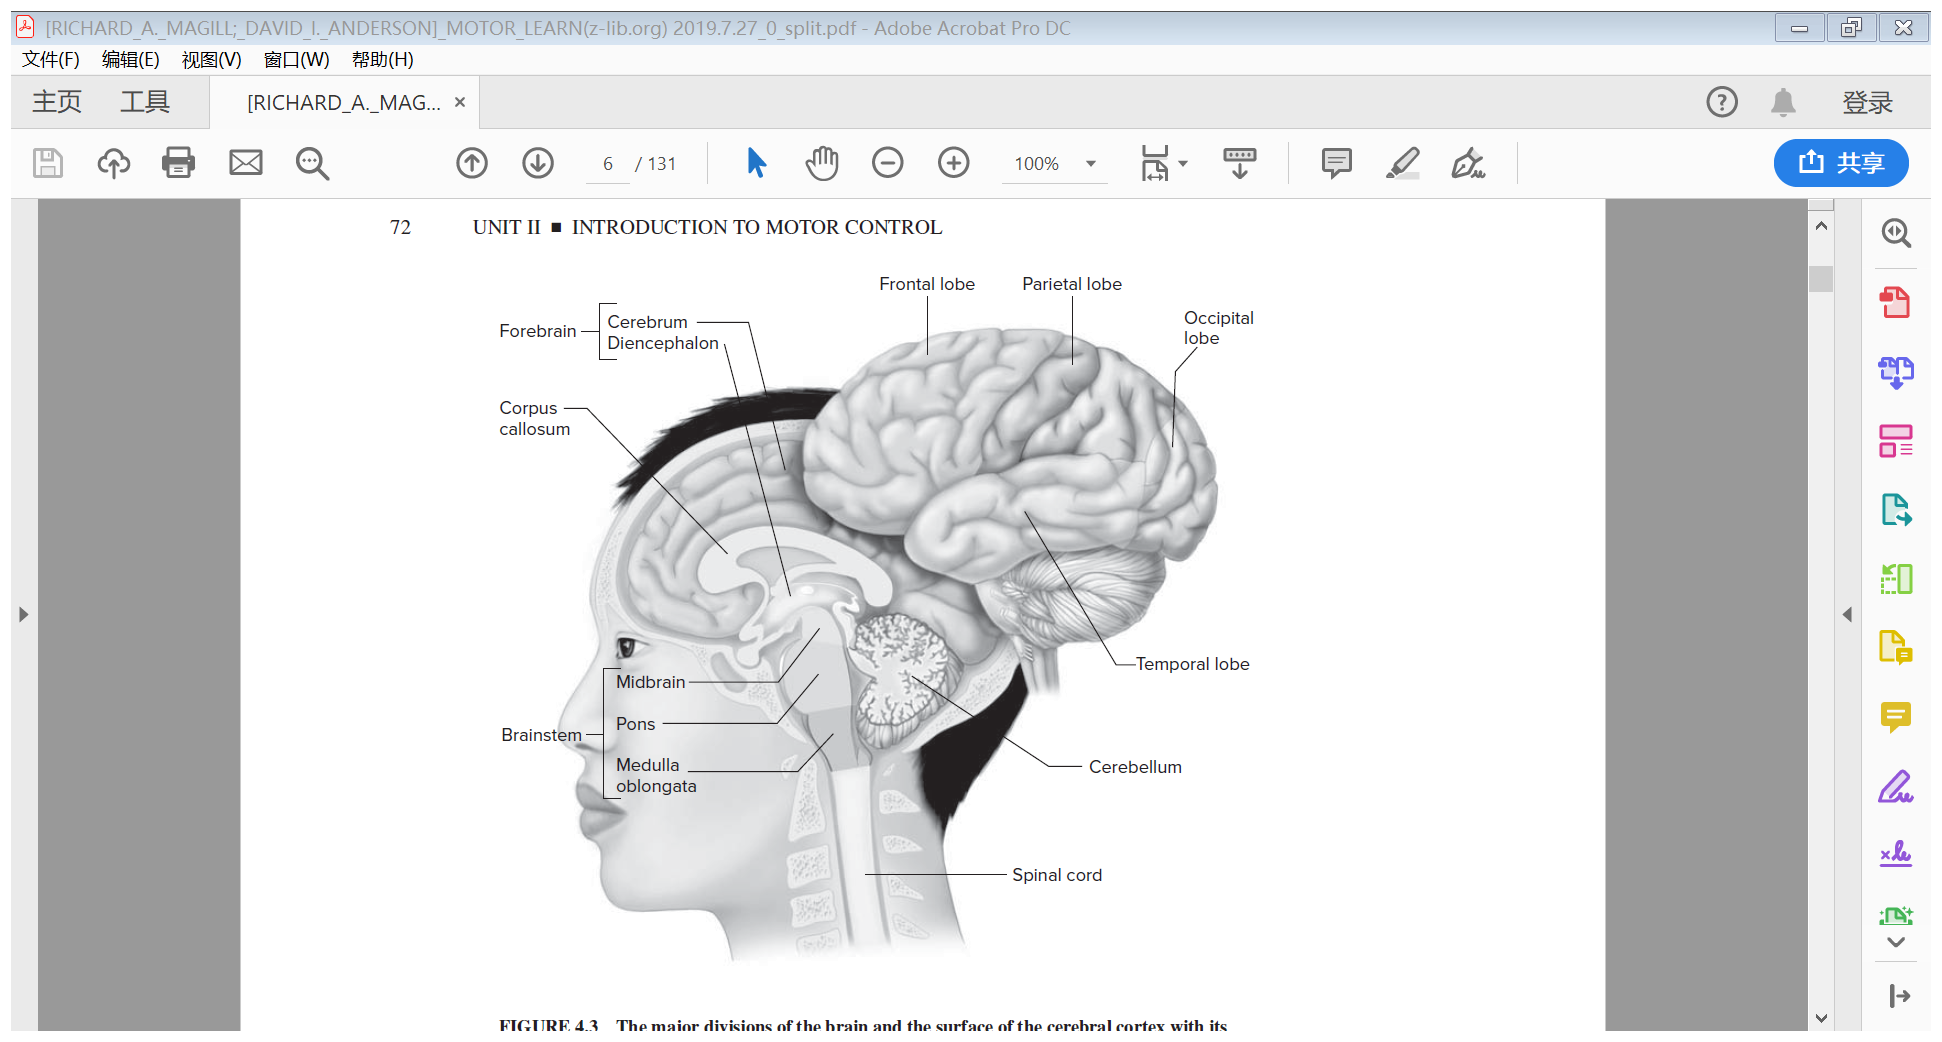 [RICHARD_A._MAGILL;_DAVID_I._ANDERSON]_MOTOR_LEARN(z-lib.org) 2019.7.27_0_split.pdf - Adobe Acrobat Pro DC
文件(F) 编辑(E) 视图(V) 窗口(W) 帮助(H)
主页 工具 [RICHARD_A._MAG... × 登录
6 / 131 100% 共享
72 UNIT II ■ INTRODUCTION TO MOTOR CONTROL
Frontal lobe
Parietal lobe
Occipital
lobe
Forebrain
Cerebrum
Diencephalon
Corpus
callosum
Midbrain
Pons
Brainstem
Medulla
oblongata
Temporal lobe
Cerebellum
Spinal cord
FIGURE 4.3 The major divisions of the brain and the surface of the cerebral cortex with its